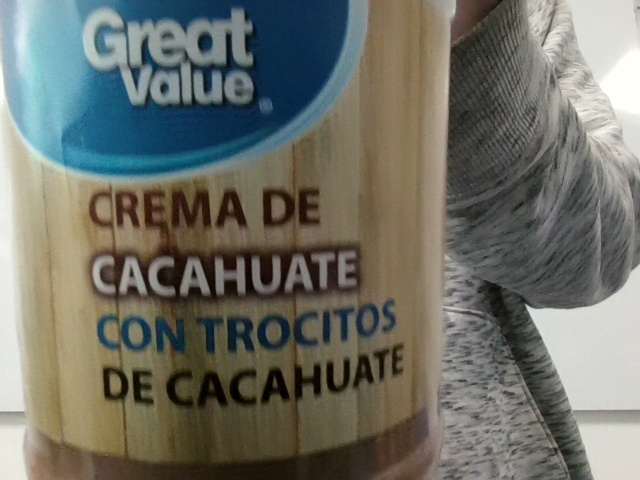 Great
Value®
CREMA DE
CACAHUATE
CON TROCITOS
DE CACAHUATE